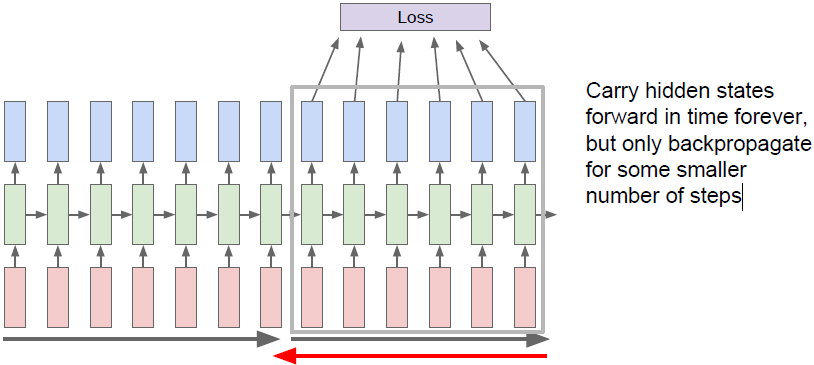 Loss
Carry hidden states
forward in time forever,
but only backpropagate
for some smaller
number of steps